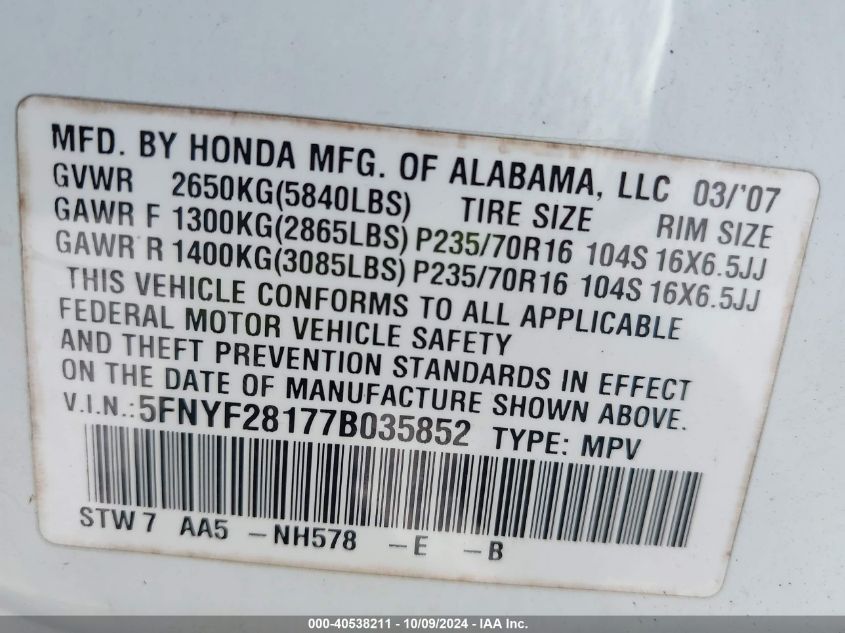 MFD. BY HONDA MFG. OF ALABAMA, LLC 03/'07
GVWR 2650KG(5840LBS) TIRE SIZE RIM SIZE
GAWR F 1300KG(2865LBS) P235/70R16 104S 16X6.5JJ
GAWR R 1400KG(3085LBS) P235/70R16 104S 16X6.5JJ
THIS VEHICLE CONFORMS TO ALL APPLICABLE
FEDERAL MOTOR VEHICLE SAFETY
AND THEFT PREVENTION STANDARDS IN EFFECT
ON THE DATE OF MANUFACTURE SHOWN ABOVE.
V.I.N.:5FNYF28177B035852 TYPE: MPV
STW7 AA5 -NH578 -E -B
000-40538211 - 10/09/2024 - IAA Inc.